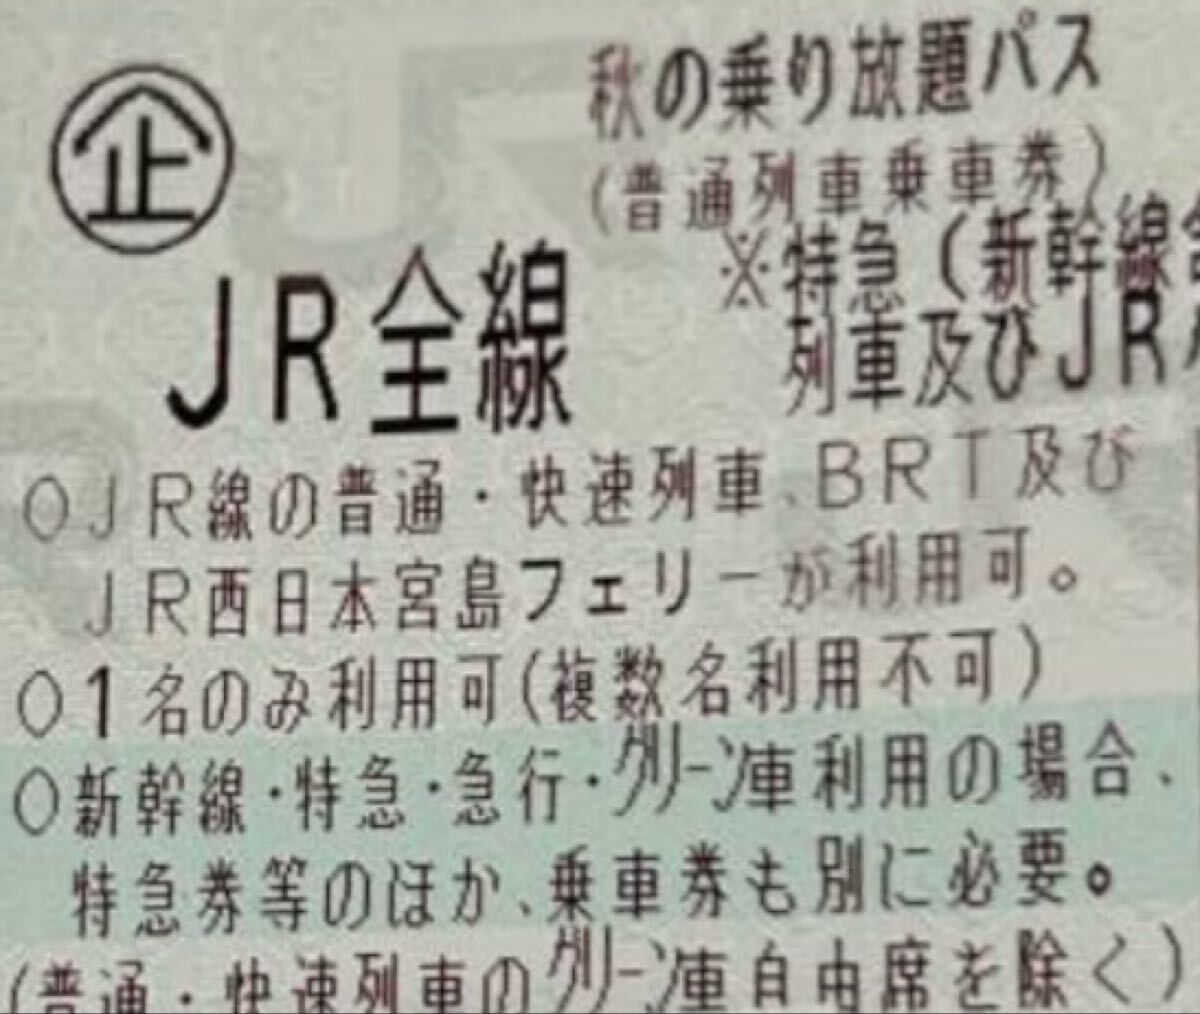 企
秋の乗り放題パス
(普通列車乗車券)
※特急(新幹線含
列車及びJR
JR全線
○JR線の普通・快速列車、BRT及び
JR西日本宮島フェリーが利用可。
○1名のみ利用可(複数名利用不可)
○新幹線・特急・急行・グリーン車利用の場合、
特急券等のほか、乗車券も別に必要。
(普通・快速列車のグリーン車自由席を除く)